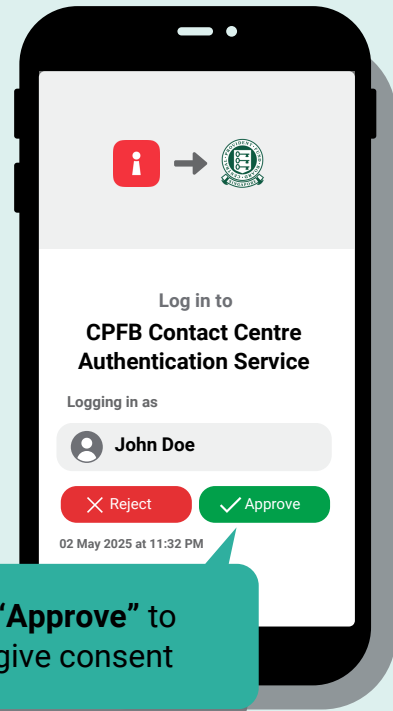 Log in to
CPFB Contact Centre
Authentication Service
Logging in as
John Doe
Reject
Approve
02 May 2025 at 11:32 PM
“Approve” to
give consent